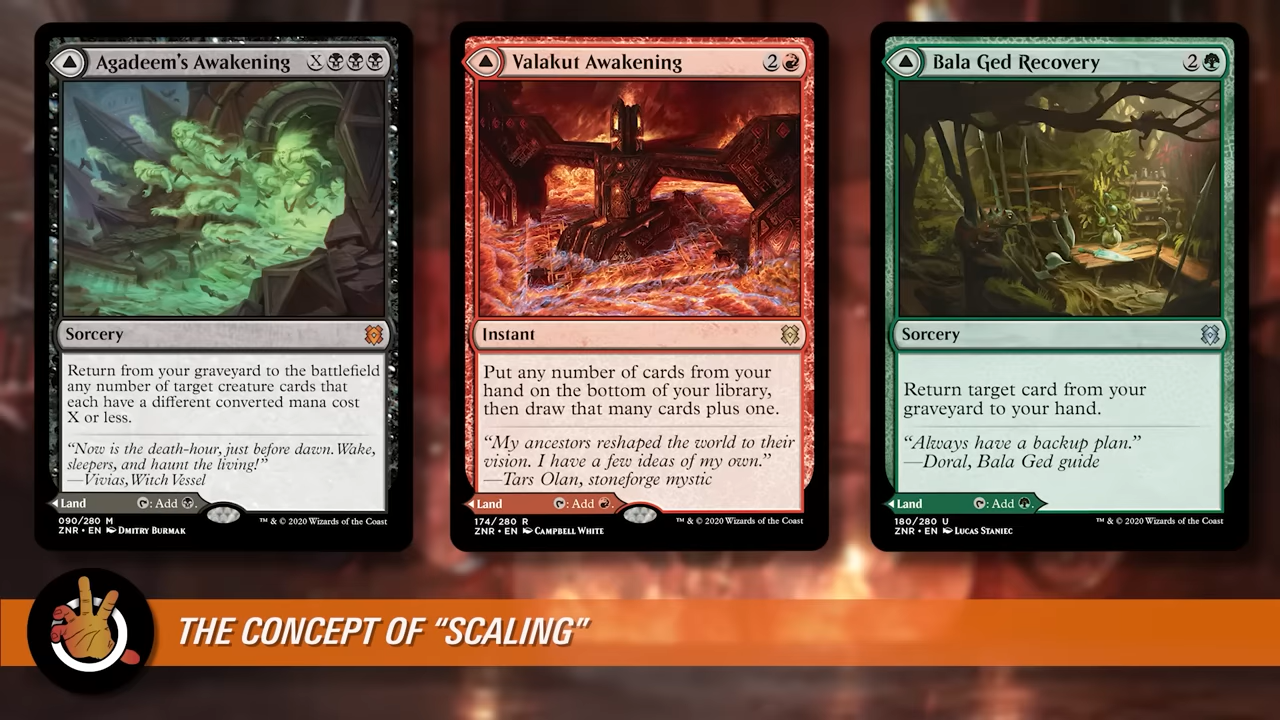 Agadeem's Awakening X
Sorcery
Return from your graveyard to the battlefield
any number of target creature cards that
each have a different converted mana cost
X or less.
"Now is the death-hour, just before dawn. Wake,
sleepers, and haunt the living!"
—Vivias, Witch Vessel
Land : Add .
090/280 M
ZNR • EN Dmitry Burmak
™ & © 2020 Wizards of the Coast
Valakut Awakening 2
Instant
Put any number of cards from your
hand on the bottom of your library,
then draw that many cards plus one.
"My ancestors reshaped the world to their
vision. I have a few ideas of my own."
—Tars Olan, stoneforge mystic
Land : Add .
174/280 R
ZNR • EN Campbell White
™ & © 2020 Wizards of the Coast
Bala Ged Recovery 2
Sorcery
Return target card from your
graveyard to your hand.
"Always have a backup plan."
—Doral, Bala Ged guide
Land : Add .
180/280 U
ZNR • EN Lucas Staniec
™ & © 2020 Wizards of the Coast
THE CONCEPT OF "SCALING"